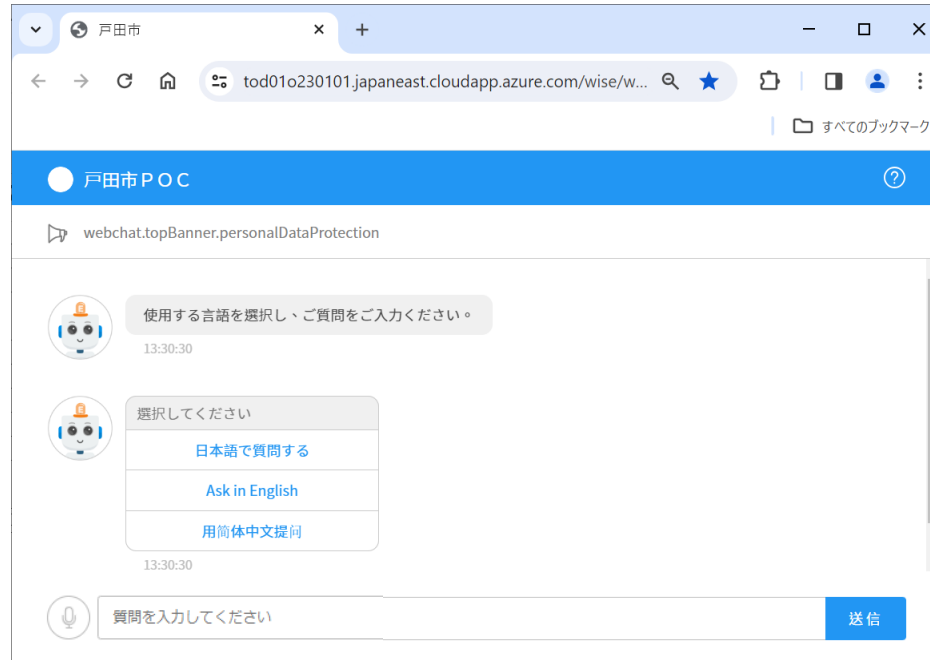 戸田市
tod01o230101.japaneast.cloudapp.azure.com/wise/w...
すべてのブックマーク
戸田市ＰＯＣ
webchat.topBanner.personalDataProtection
使用する言語を選択し、ご質問をご入力ください。
13:30:30
選択してください
日本語で質問する
Ask in English
用简体中文提问
13:30:30
質問を入力してください
送信